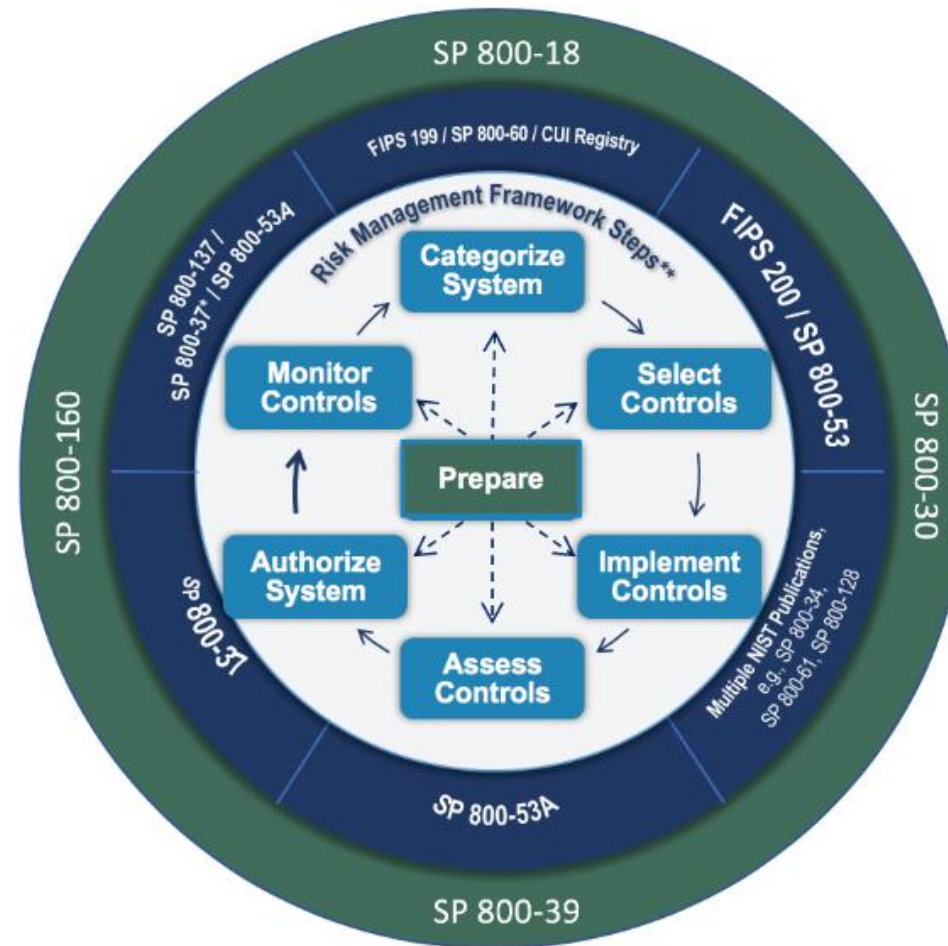 SP 800-18
FIPS 199 / SP 800-60 / CUI Registry
FIPS 200 / SP 800-53
SP 800-30
Multiple NIST Publications,
e.g., SP 800-34,
SP 800-61, SP 800-128
SP 800-53A
SP 800-39
SP 800-37
SP 800-160
SP 800-137 /
SP 800-37* / SP 800-53A
Risk Management Framework Steps**
Categorize
System
Select
Controls
Implement
Controls
Assess
Controls
Authorize
System
Monitor
Controls
Prepare